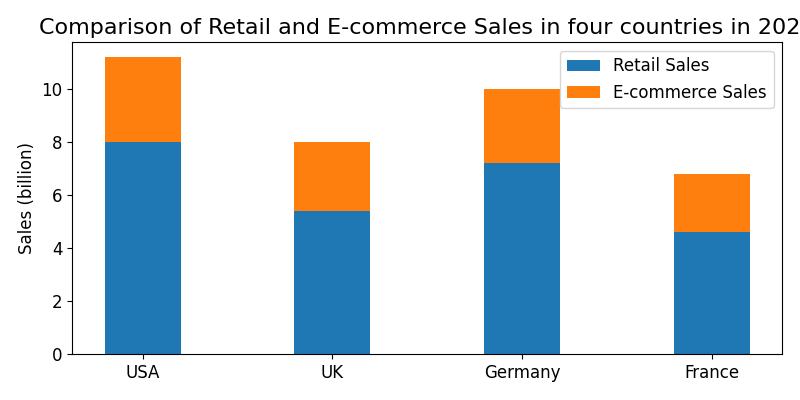 Comparison of Retail and E-commerce Sales in four countries in 202
Retail Sales
E-commerce Sales
Sales (billion)
10
8
6
4
2
0
USA
UK
Germany
France